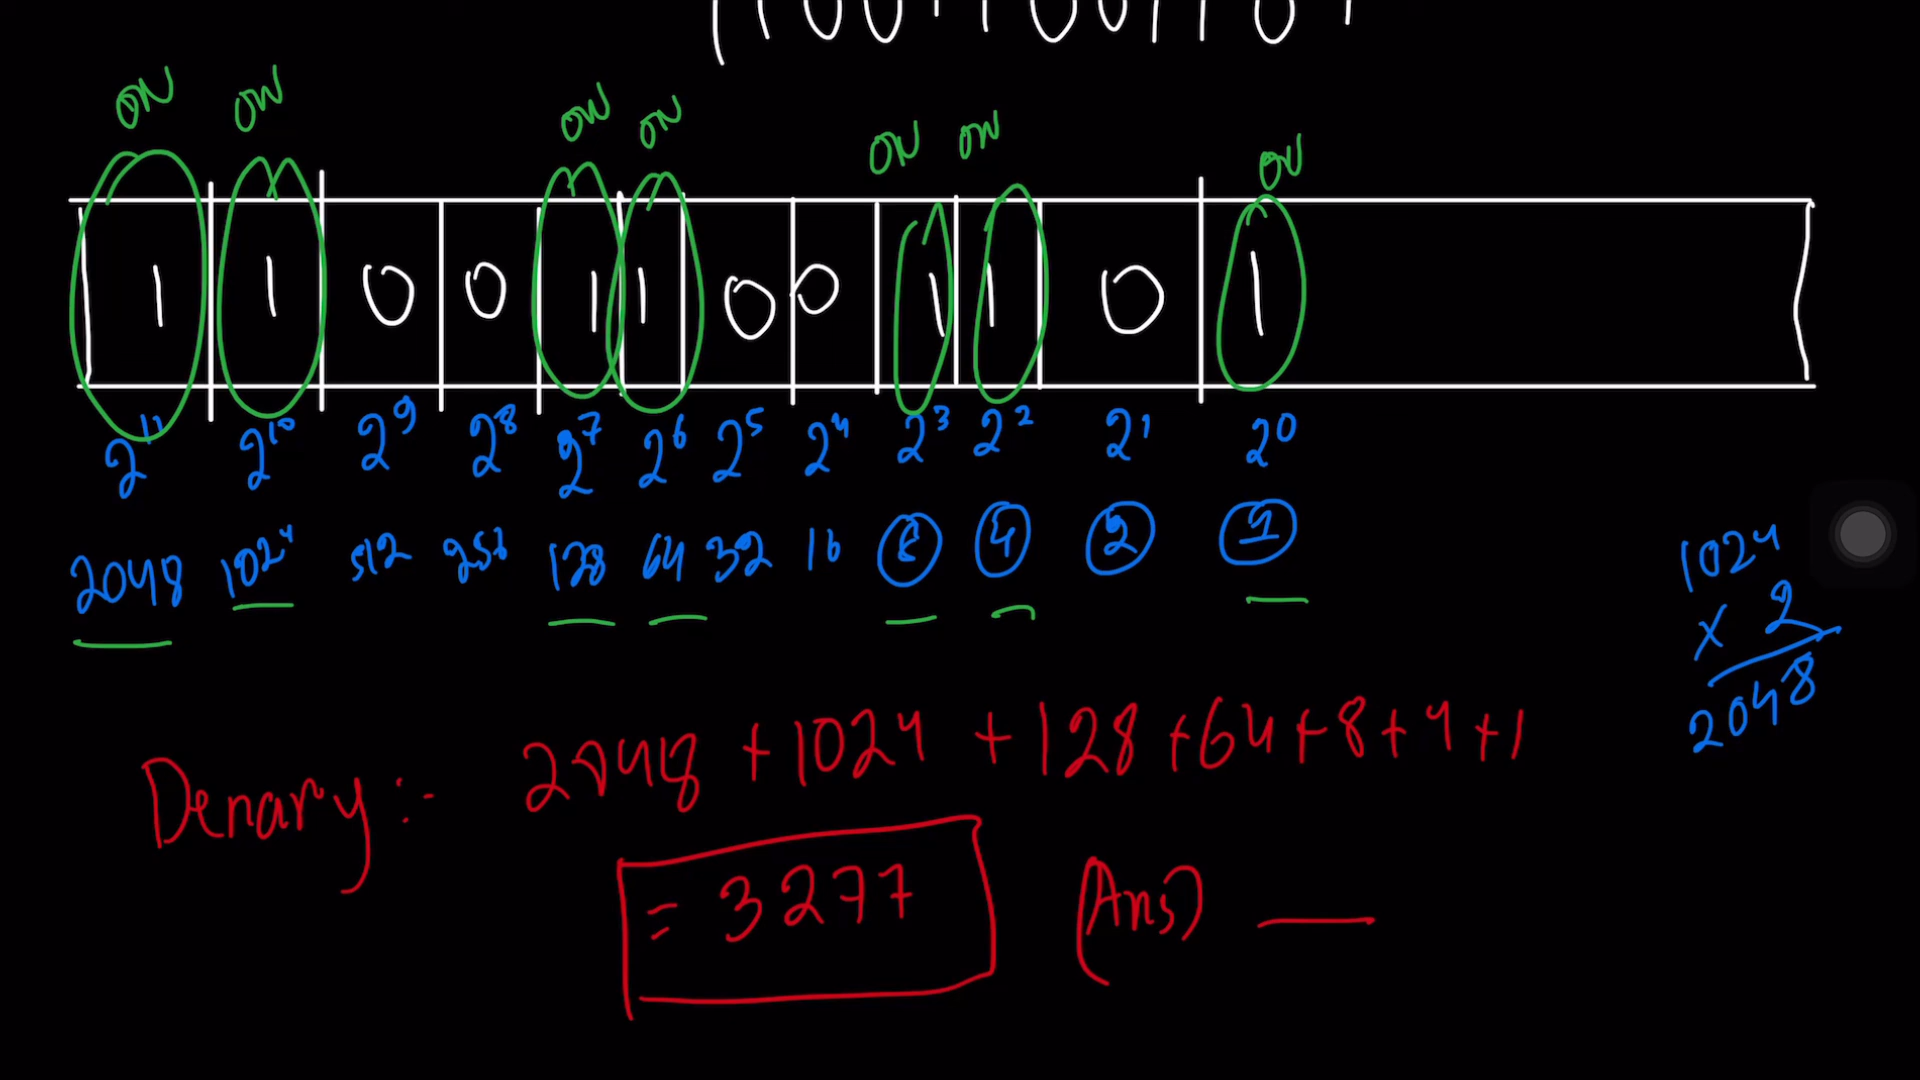 110011001101
ON ON ON ON ON ON ON
1 1 0 0 1 1 0 0 1 1 0 1
2¹¹ 2¹⁰ 2⁹ 2⁸ 2⁷ 2⁶ 2⁵ 2⁴ 2³ 2² 2¹ 2⁰
2048 1024 512 256 128 64 32 16 8 4 2 1
1024
× 2
2048
Denary :- 2048 + 1024 + 128 + 64 + 8 + 4 + 1
= 3277 (Ans)